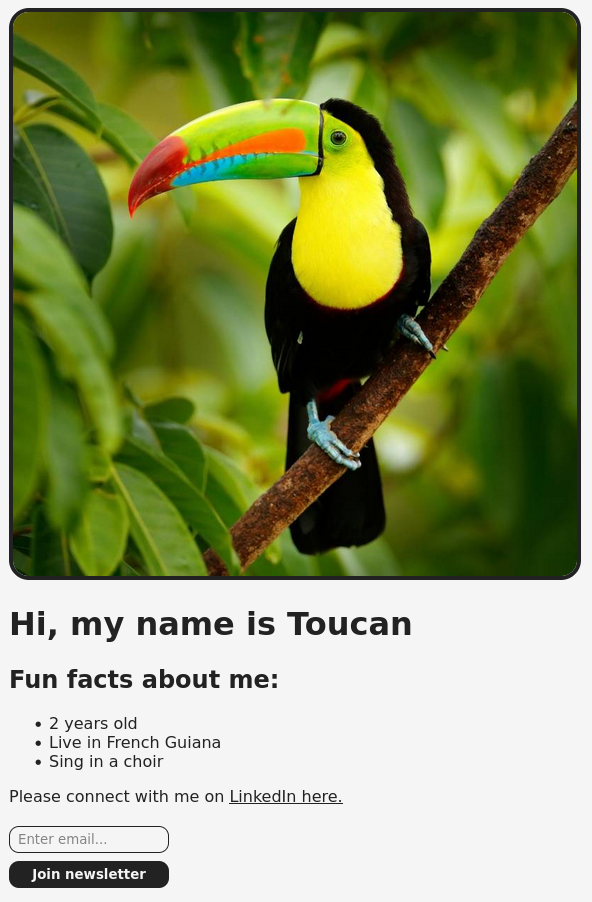 Hi, my name is Toucan
Fun facts about me:
• 2 years old
• Live in French Guiana
• Sing in a choir
Please connect with me on LinkedIn here.
Enter email...
Join newsletter